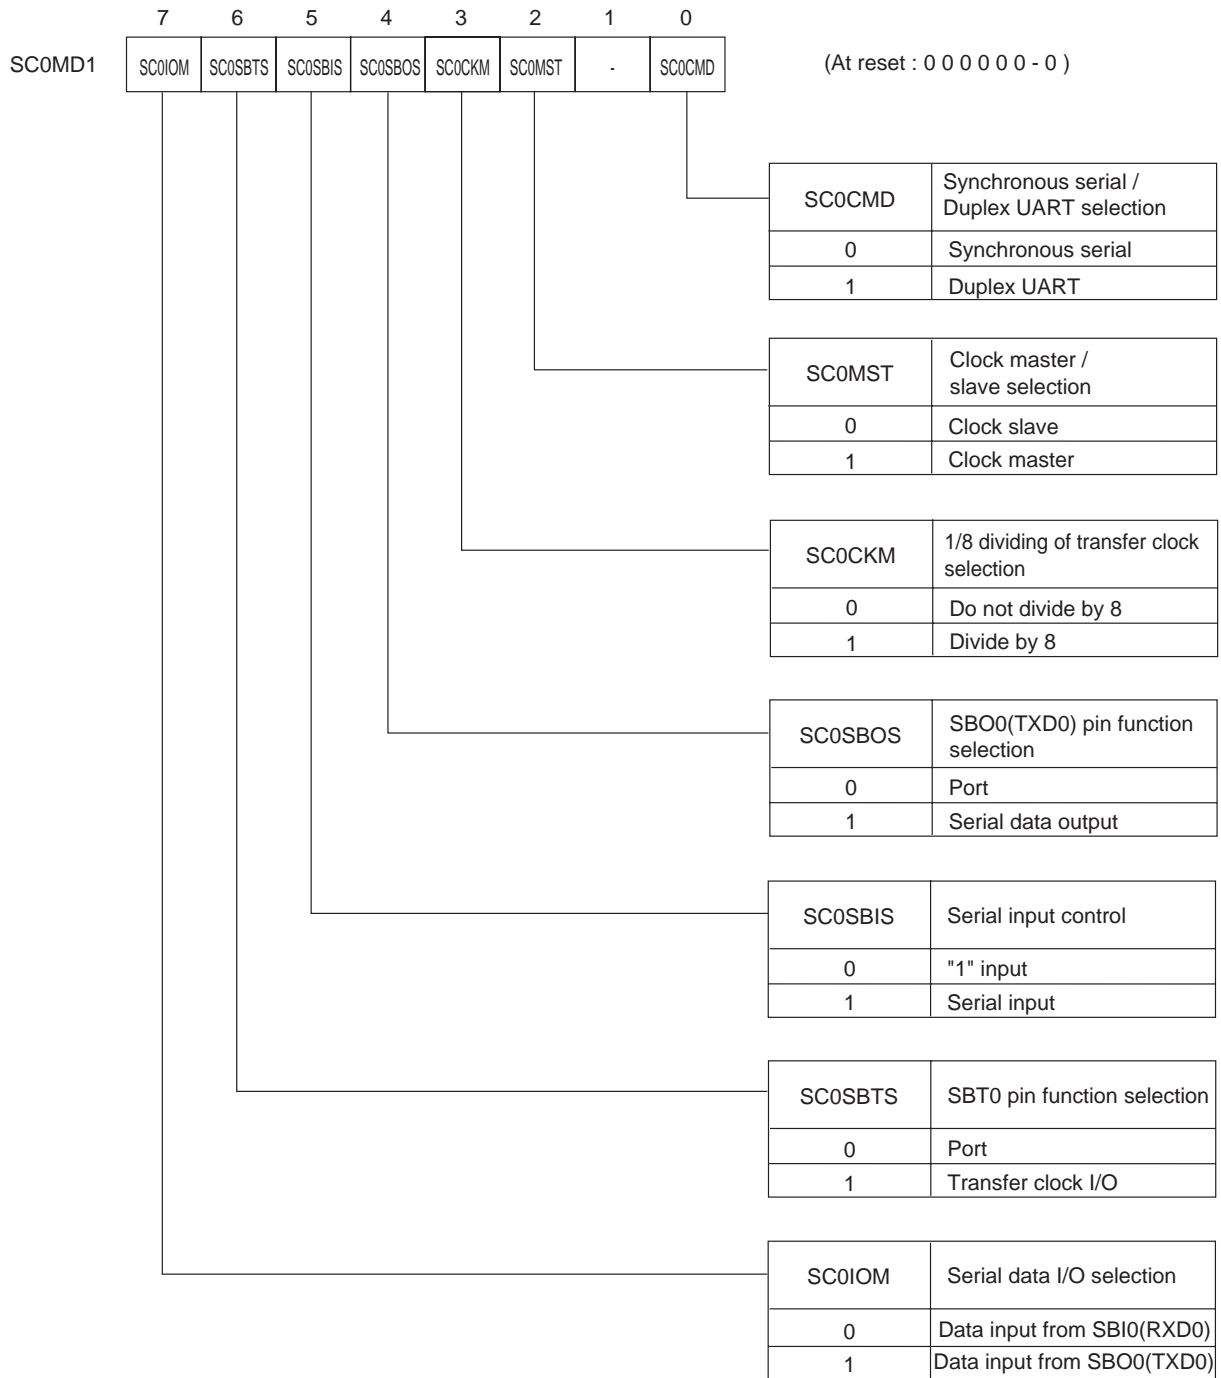 7 6 5 4 3 2 1 0
SC0MD1 SC0IOM SC0SBTS SC0SBIS SC0SBOS SC0CKM SC0MST - SC0CMD (At reset : 0 0 0 0 0 0 - 0 )
SC0CMD Synchronous serial /
Duplex UART selection
0 Synchronous serial
1 Duplex UART
SC0MST Clock master /
slave selection
0 Clock slave
1 Clock master
SC0CKM 1/8 dividing of transfer clock
selection
0 Do not divide by 8
1 Divide by 8
SC0SBOS SBO0(TXD0) pin function
selection
0 Port
1 Serial data output
SC0SBIS Serial input control
0 "1" input
1 Serial input
SC0SBTS SBT0 pin function selection
0 Port
1 Transfer clock I/O
SC0IOM Serial data I/O selection
0 Data input from SBI0(RXD0)
1 Data input from SBO0(TXD0)